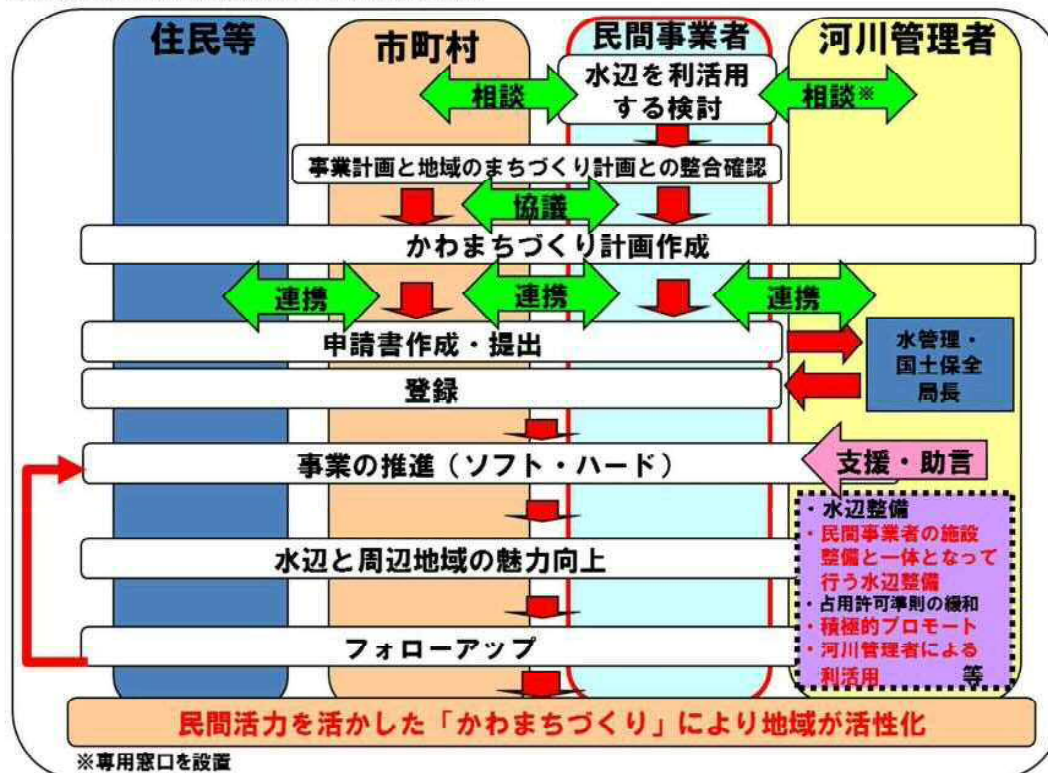 住民等
市町村
民間事業者
河川管理者
水辺を利活用
する検討
相談
相談※
事業計画と地域のまちづくり計画との整合確認
協議
かわまちづくり計画作成
連携
連携
連携
申請書作成・提出
水管理・
国土保全
局長
登録
事業の推進（ソフト・ハード）
支援・助言
・水辺整備
・民間事業者の施設
整備と一体となって
行う水辺整備
・占用許可準則の緩和
・積極的プロモート
・河川管理者による
利活用 等
水辺と周辺地域の魅力向上
フォローアップ
民間活力を活かした「かわまちづくり」により地域が活性化
※専用窓口を設置